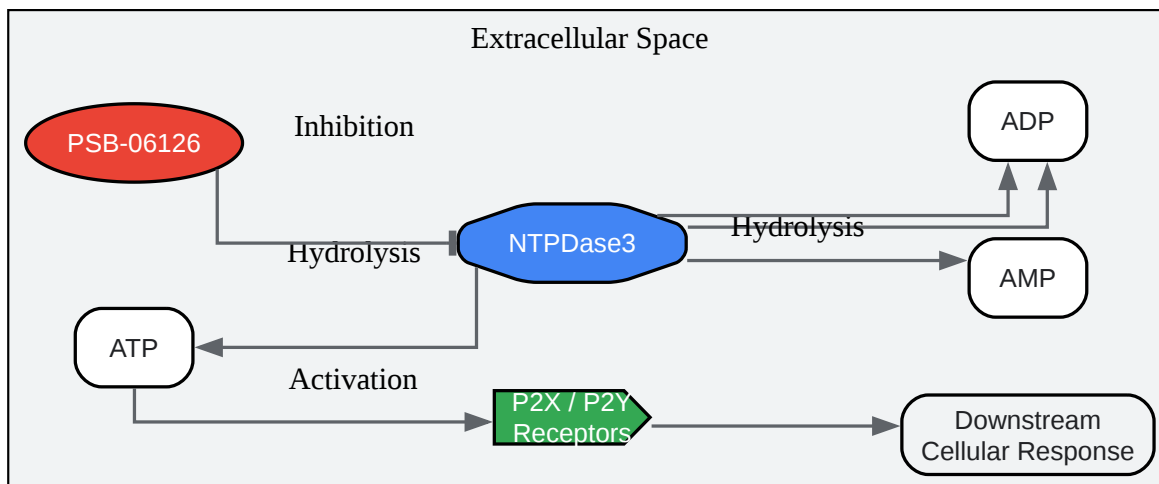 Extracellular Space
PSB-06126
Inhibition
ADP
Hydrolysis
NTPDase3
Hydrolysis
AMP
ATP
Activation
P2X / P2Y
Receptors
Downstream
Cellular Response